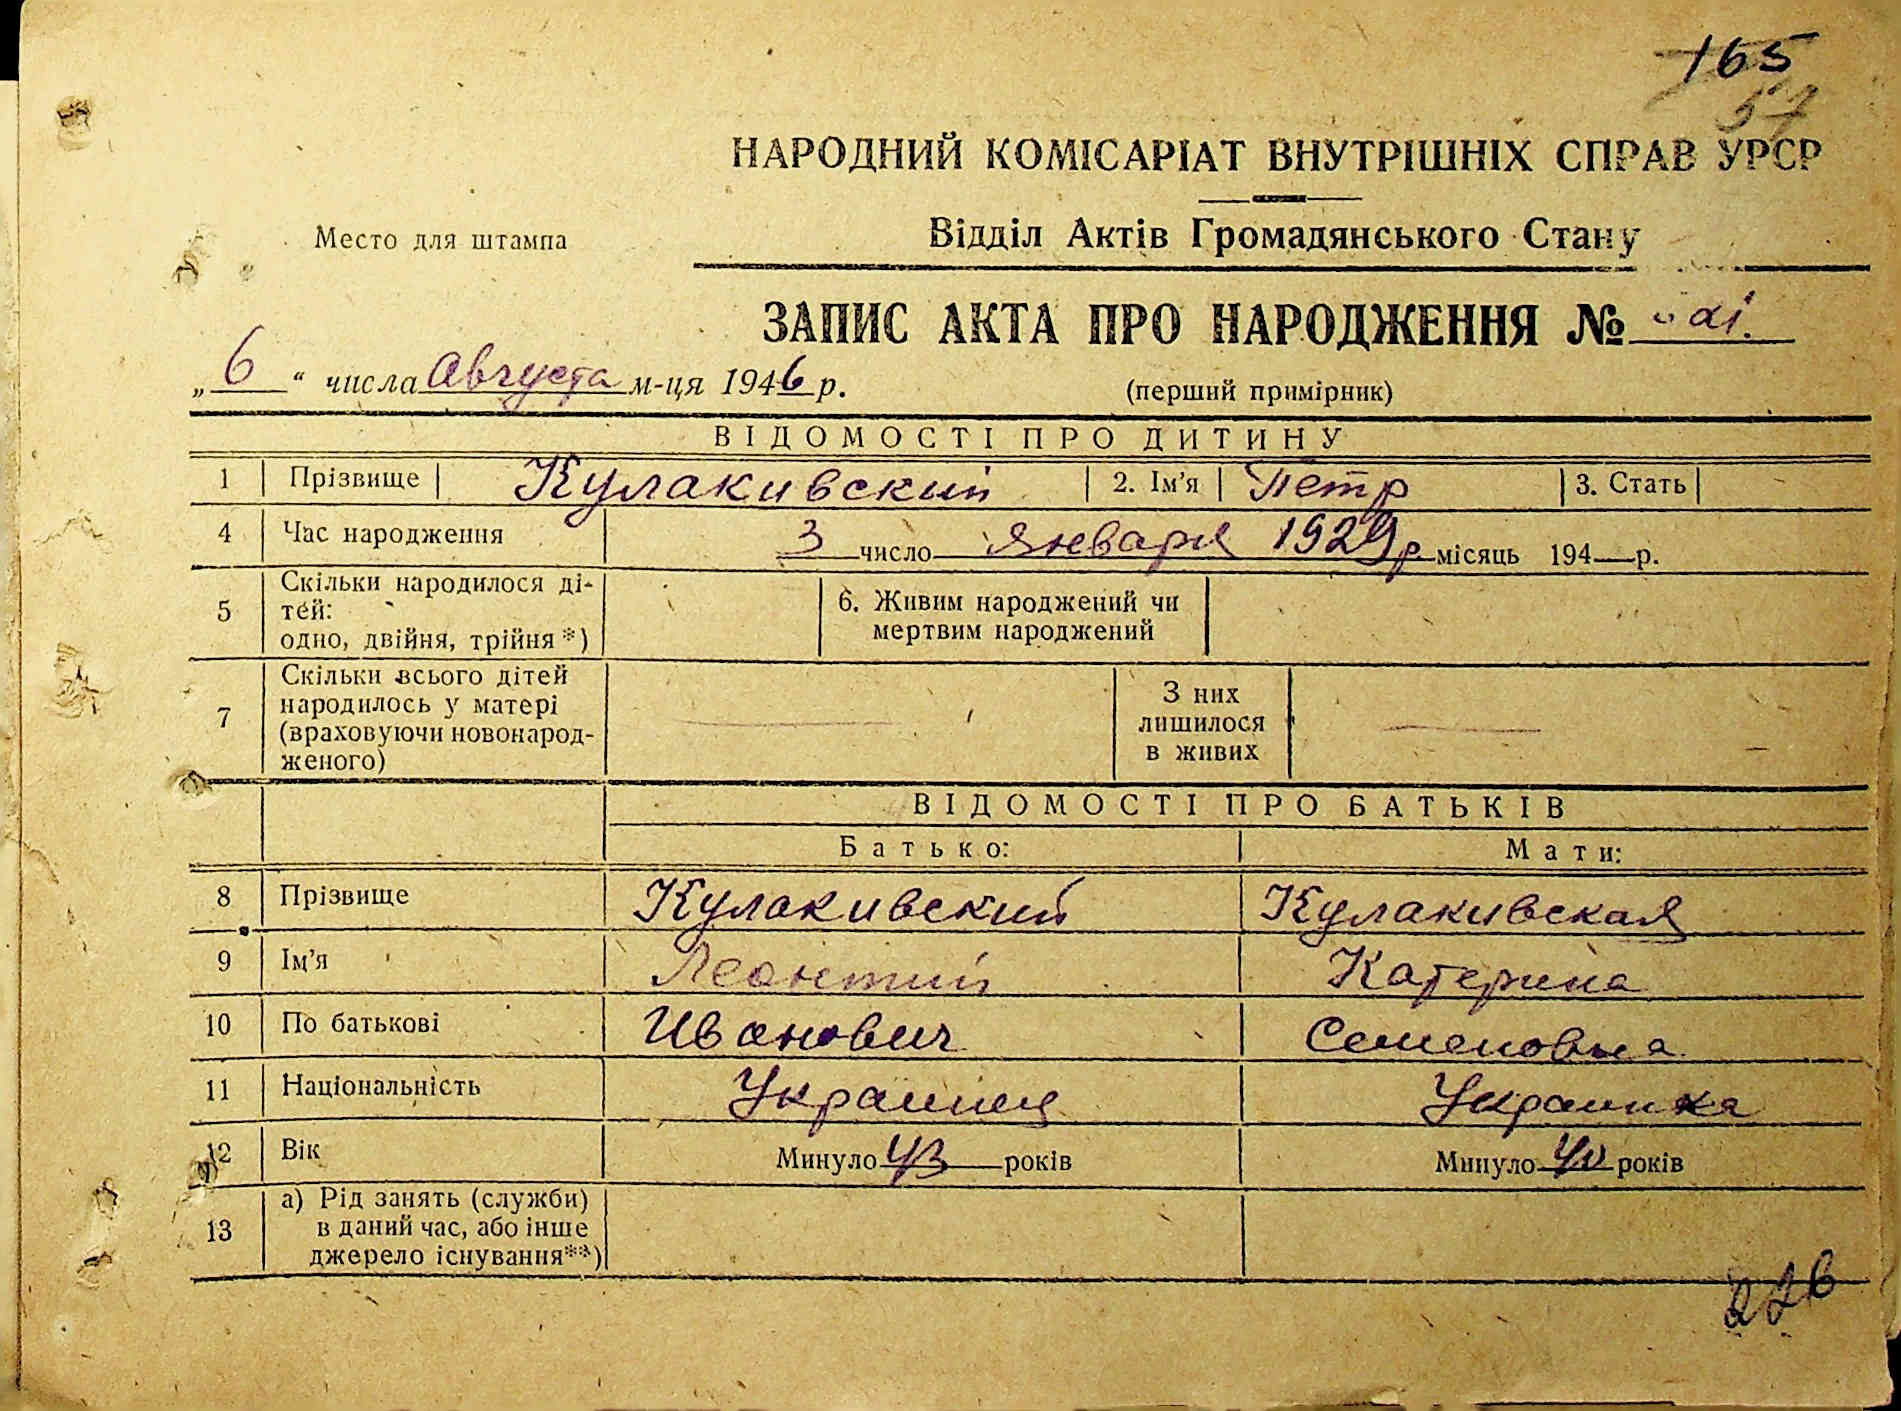 165
57
НАРОДНИЙ КОМІСАРІАТ ВНУТРІШНІХ СПРАВ УРСР
Место для штампа
Відділ Актів Громадянського Стану
ЗАПИС АКТА ПРО НАРОДЖЕННЯ №
„ 6 “ числа Августа м-ця 1946 р.
(перший примірник)
ВІДОМОСТІ ПРО ДИТИНУ
1 Прізвище Кулакивский 2. Ім’я Петр 3. Стать
4 Час народження 3 число января 1929 р місяць 194 р.
5 Скільки народилося ді-
тей:
одно, двійня, трійня*)
6. Живим народжений чи
мертвим народжений
7 Скільки всього дітей
народилось у матері
(враховуючи новонарод-
женого)
З них
лишилося
в живих
ВІДОМОСТІ ПРО БАТЬКІВ
Батько: Мати:
8 Прізвище Кулакивский Кулакивская
9 Ім’я Леонтий Катерина
10 По батькові Иванович Семеновна
11 Національність Украинец Украинка
12 Вік Минуло 43 років Минуло 40 років
13 а) Рід занять (служби)
в даний час, або інше
джерело існування**)
226